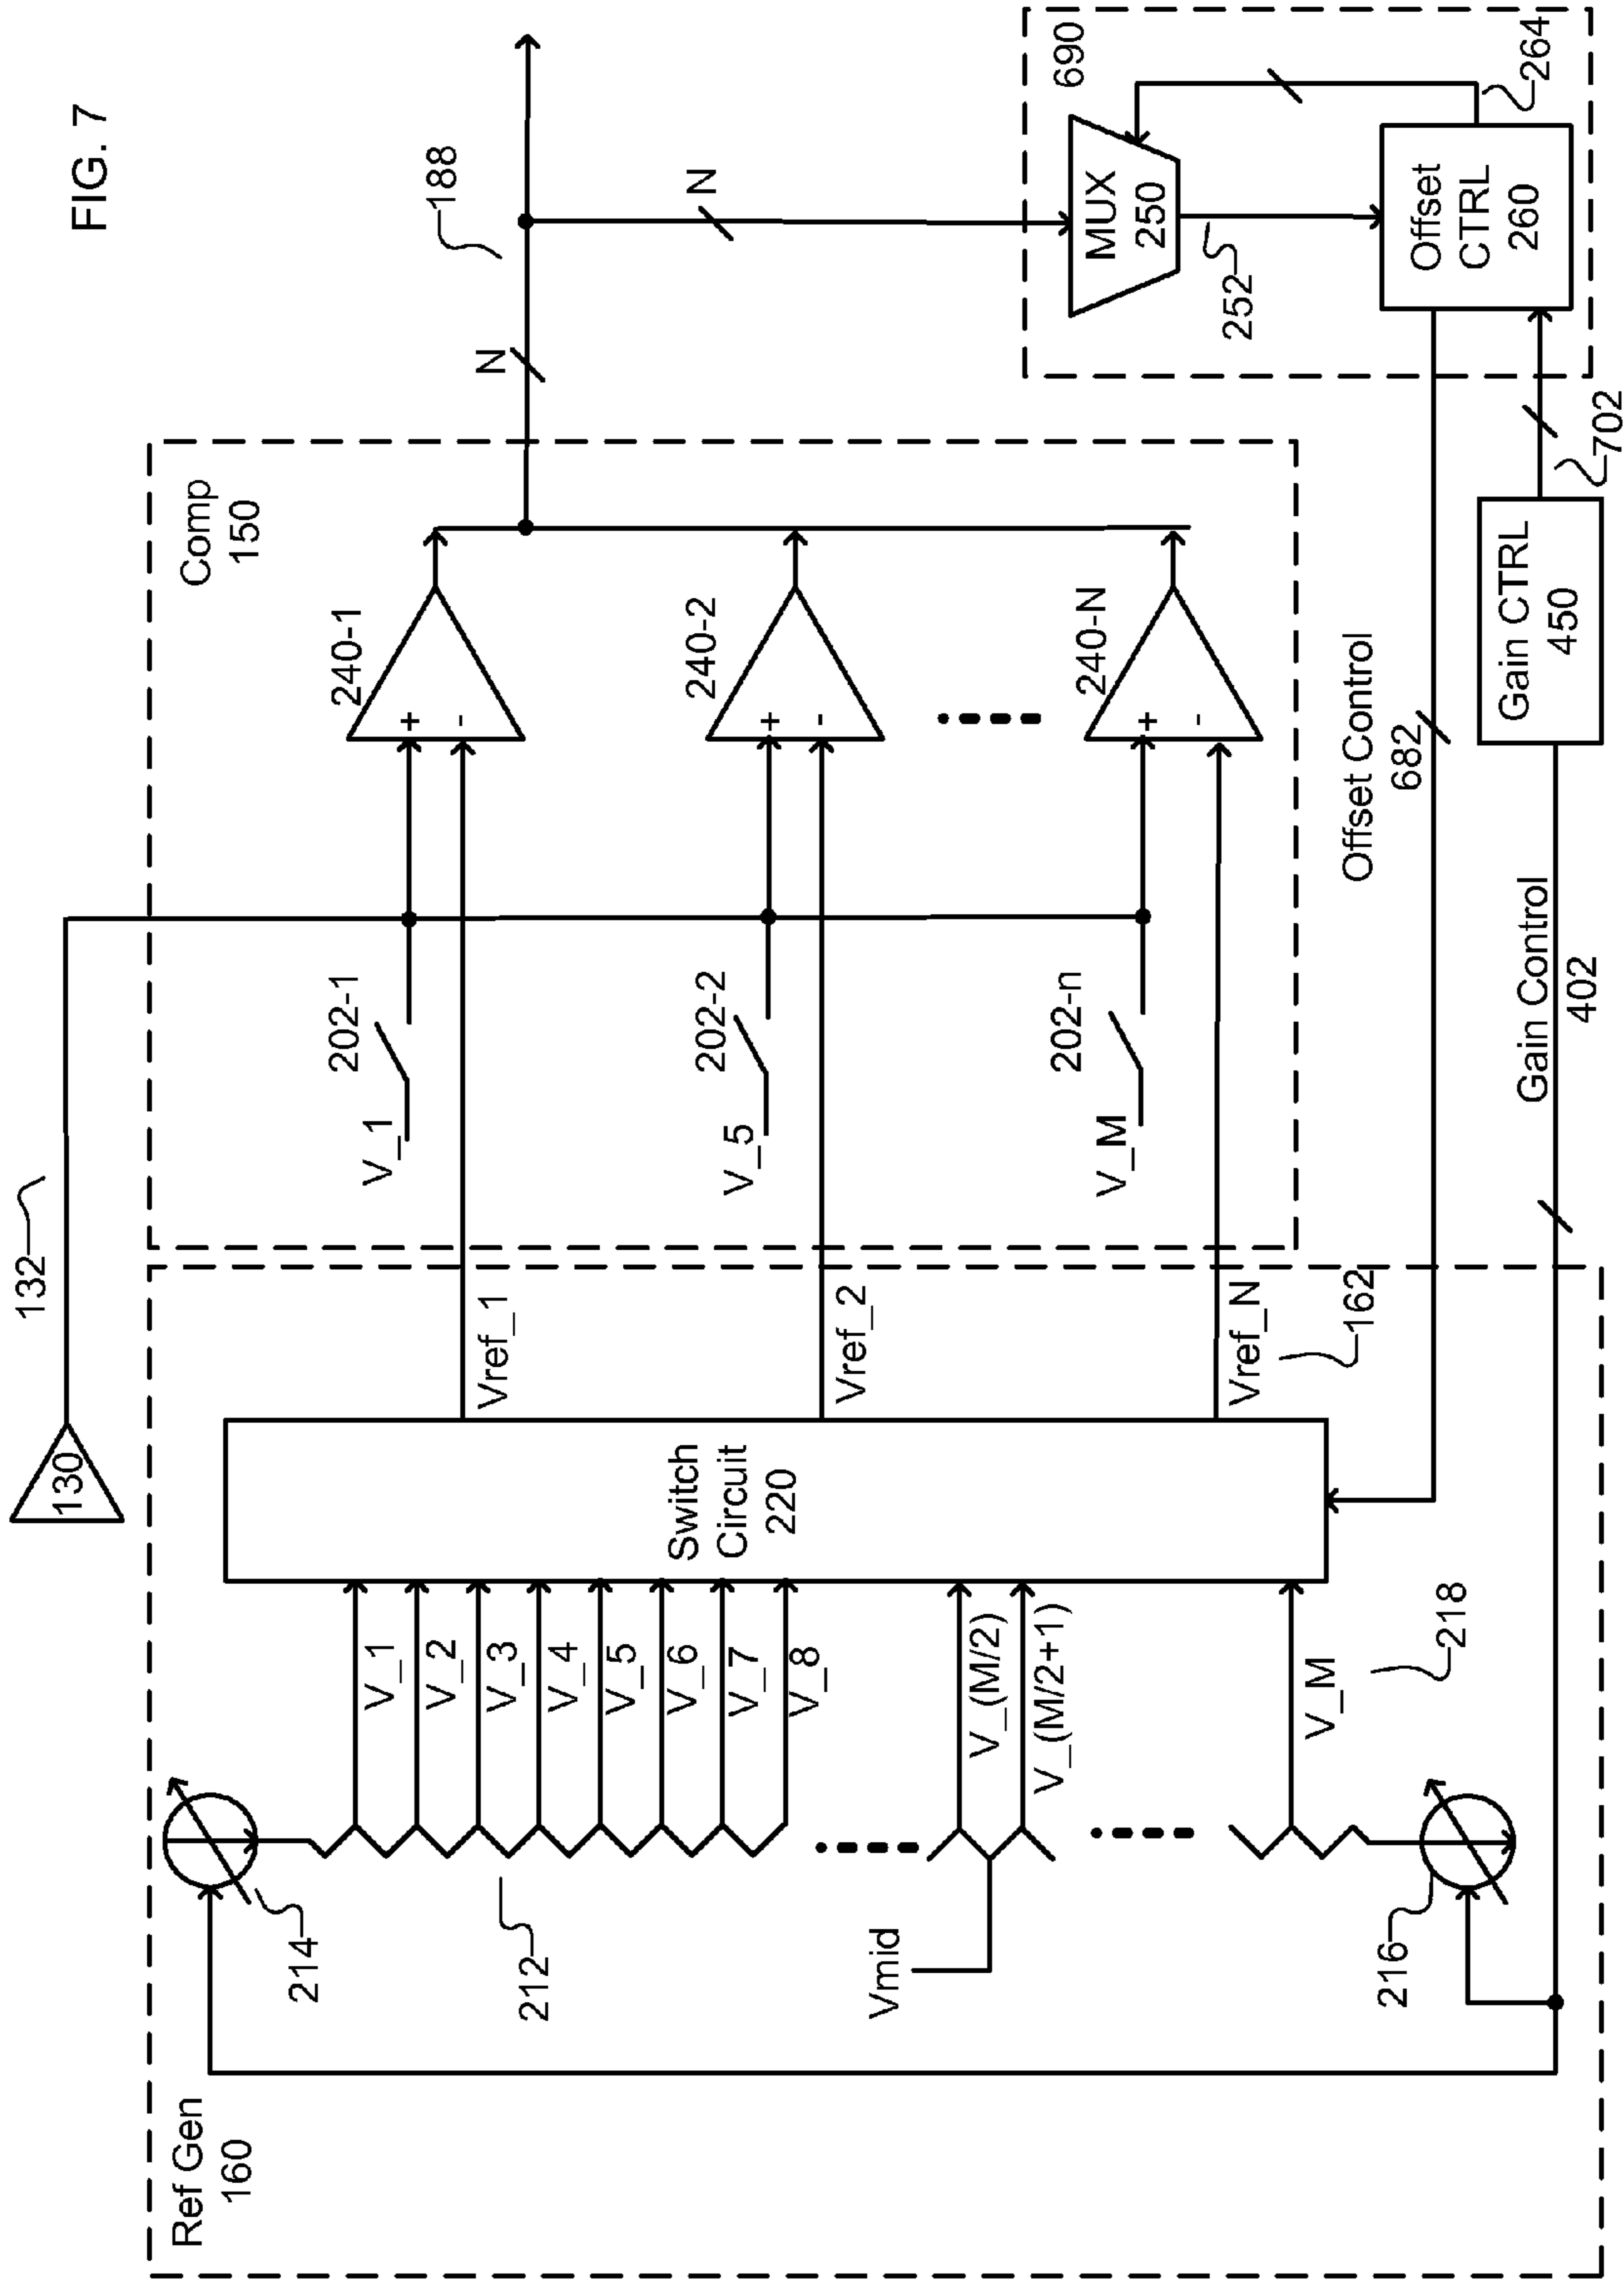 FIG. 7
132
130
188
N
N
690
MUX
250
252
264
Offset
CTRL
260
702
Gain CTRL
450
Comp
150
240-1
+
-
240-2
+
-
240-N
+
-
202-1
V_1
202-2
V_5
202-n
V_M
Offset Control
682
Gain Control
402
Vref_1
Vref_2
Vref_N
162
Switch
Circuit
220
V_1
V_2
V_3
V_4
V_5
V_6
V_7
V_8
V_(M/2)
V_(M/2+1)
V_M
218
214
212
Vmid
216
Ref Gen
160